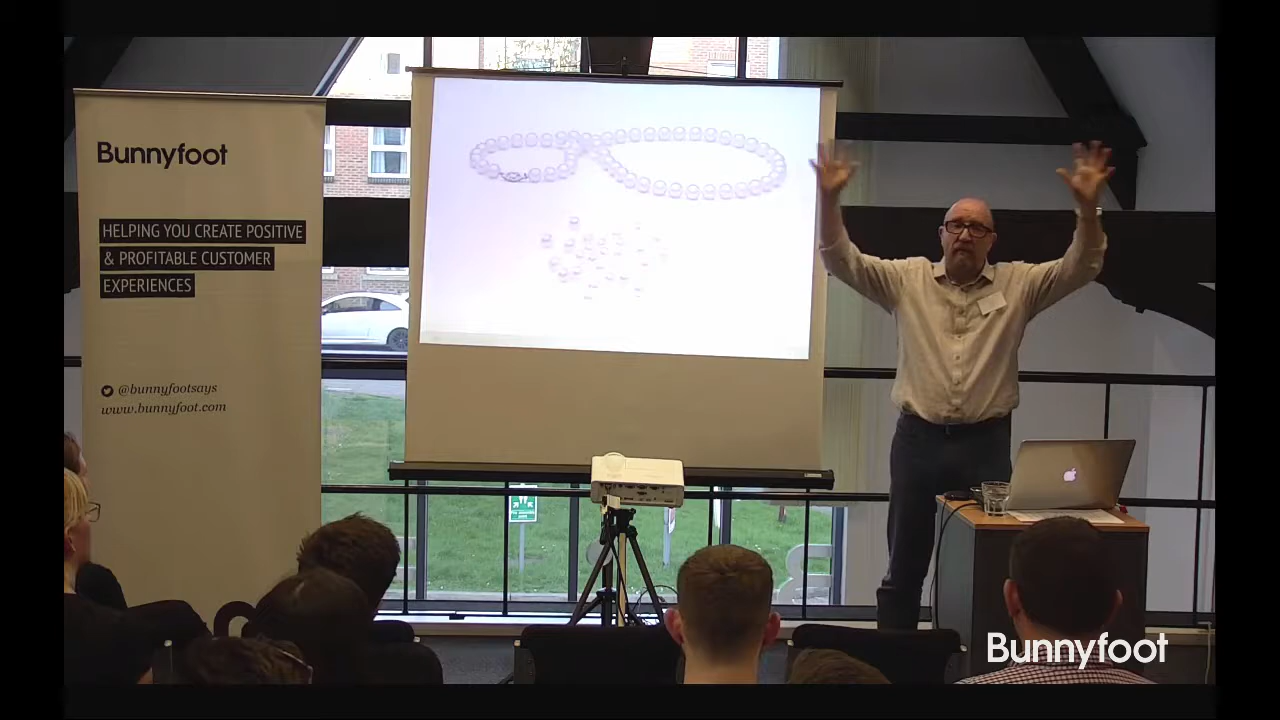 Bunnyfoot
HELPING YOU CREATE POSITIVE
& PROFITABLE CUSTOMER
EXPERIENCES
@bunnyfootsays
www.bunnyfoot.com
Bunnyfoot